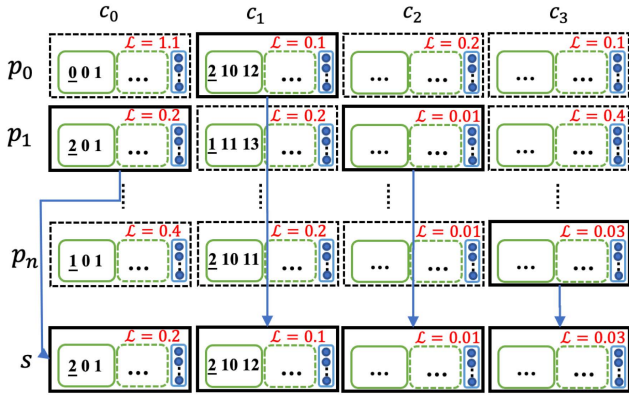 c0 c1 c2 c3
p0 ℒ = 1.1 ℒ = 0.1 ℒ = 0.2 ℒ = 0.1
0 0 1 ... 2 10 12 ... ... ... ... ...
p1 ℒ = 0.2 ℒ = 0.2 ℒ = 0.01 ℒ = 0.4
2 0 1 ... 1 11 13 ... ... ... ... ...
pn ℒ = 0.4 ℒ = 0.2 ℒ = 0.01 ℒ = 0.03
1 0 1 ... 2 10 11 ... ... ... ... ...
s ℒ = 0.2 ℒ = 0.1 ℒ = 0.01 ℒ = 0.03
2 0 1 ... 2 10 12 ... ... ... ... ...